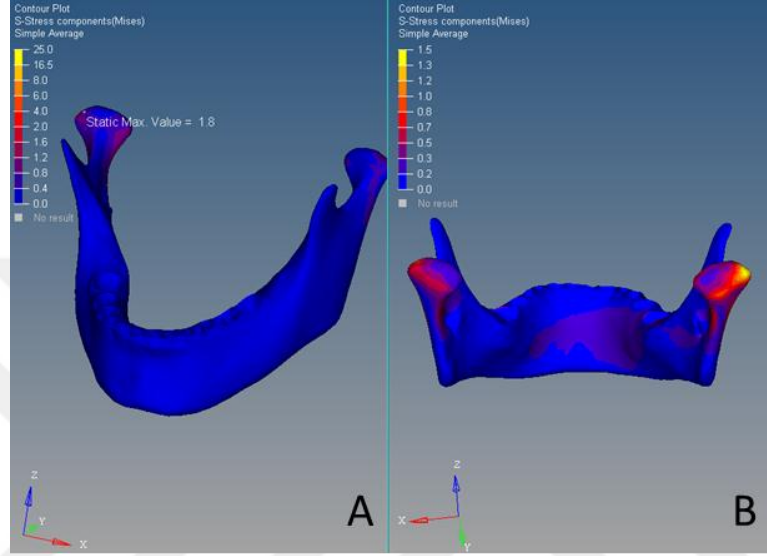 Contour Plot
S-Stress components(Mises)
Simple Average
25.0
16.5
8.0
6.0
4.0
2.0
1.6
1.2
0.8
0.4
0.0
No result
Static Max. Value = 1.8
Z
Y
X
A
Contour Plot
S-Stress components(Mises)
Simple Average
1.5
1.3
1.2
1.0
0.8
0.7
0.5
0.3
0.2
0.0
No result
Z
X
Y
B